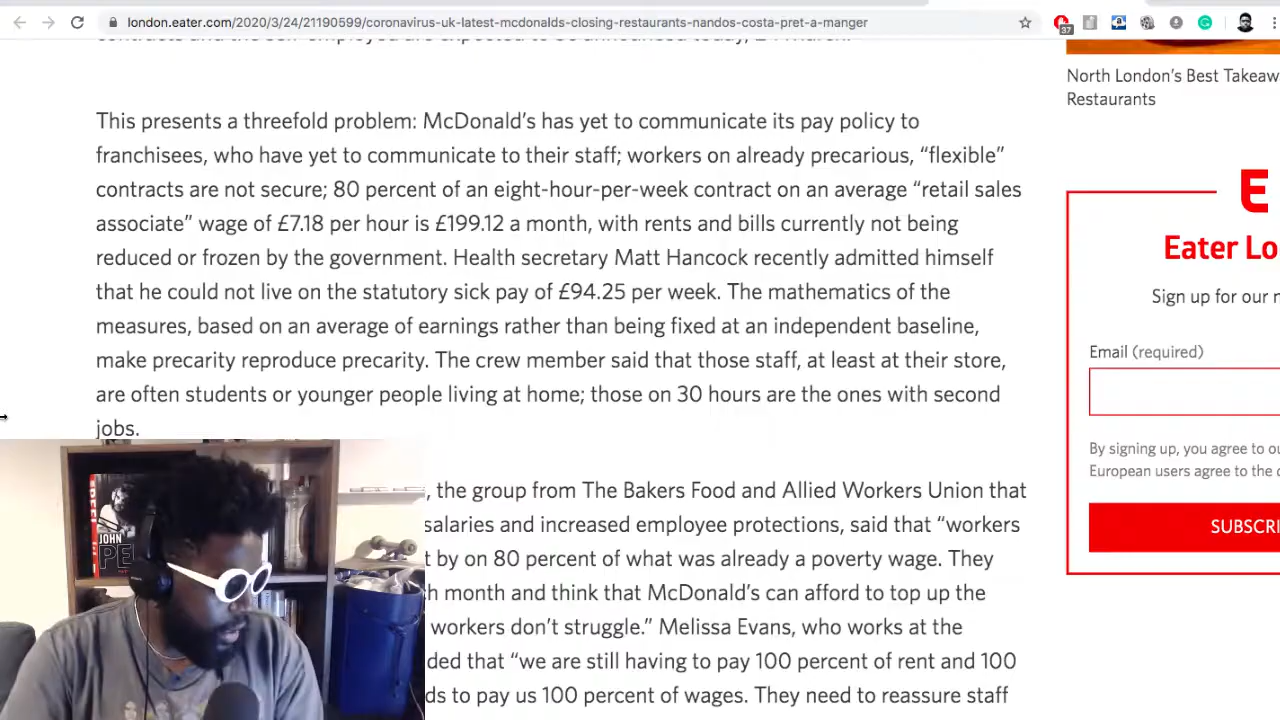 london.eater.com/2020/3/24/21190599/coronavirus-uk-latest-mcdonalds-closing-restaurants-nandos-costa-pret-a-manger
37
This presents a threefold problem: McDonald’s has yet to communicate its pay policy to
franchisees, who have yet to communicate to their staff; workers on already precarious, “flexible”
contracts are not secure; 80 percent of an eight-hour-per-week contract on an average “retail sales
associate” wage of £7.18 per hour is £199.12 a month, with rents and bills currently not being
reduced or frozen by the government. Health secretary Matt Hancock recently admitted himself
that he could not live on the statutory sick pay of £94.25 per week. The mathematics of the
measures, based on an average of earnings rather than being fixed at an independent baseline,
make precarity reproduce precarity. The crew member said that those staff, at least at their store,
are often students or younger people living at home; those on 30 hours are the ones with second
jobs.
, the group from The Bakers Food and Allied Workers Union that
salaries and increased employee protections, said that “workers
t by on 80 percent of what was already a poverty wage. They
h month and think that McDonald’s can afford to top up the
workers don’t struggle.” Melissa Evans, who works at the
ded that “we are still having to pay 100 percent of rent and 100
ds to pay us 100 percent of wages. They need to reassure staff
North London’s Best Takeaw
Restaurants
E
Eater Lo
Sign up for our
Email (required)
By signing up, you agree to ou
European users agree to the
SUBSCRI
JOHN
PE